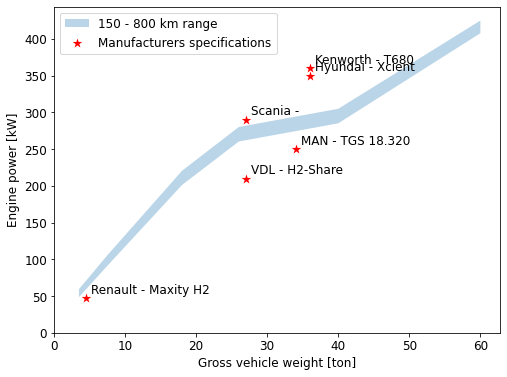 150 - 800 km range
Manufacturers specifications
Kenworth - T680
Hyundai - Xcient
Scania -
MAN - TGS 18.320
VDL - H2-Share
Renault - Maxity H2
Engine power [kW]
400
350
300
250
200
150
100
50
0
0 10 20 30 40 50 60
Gross vehicle weight [ton]